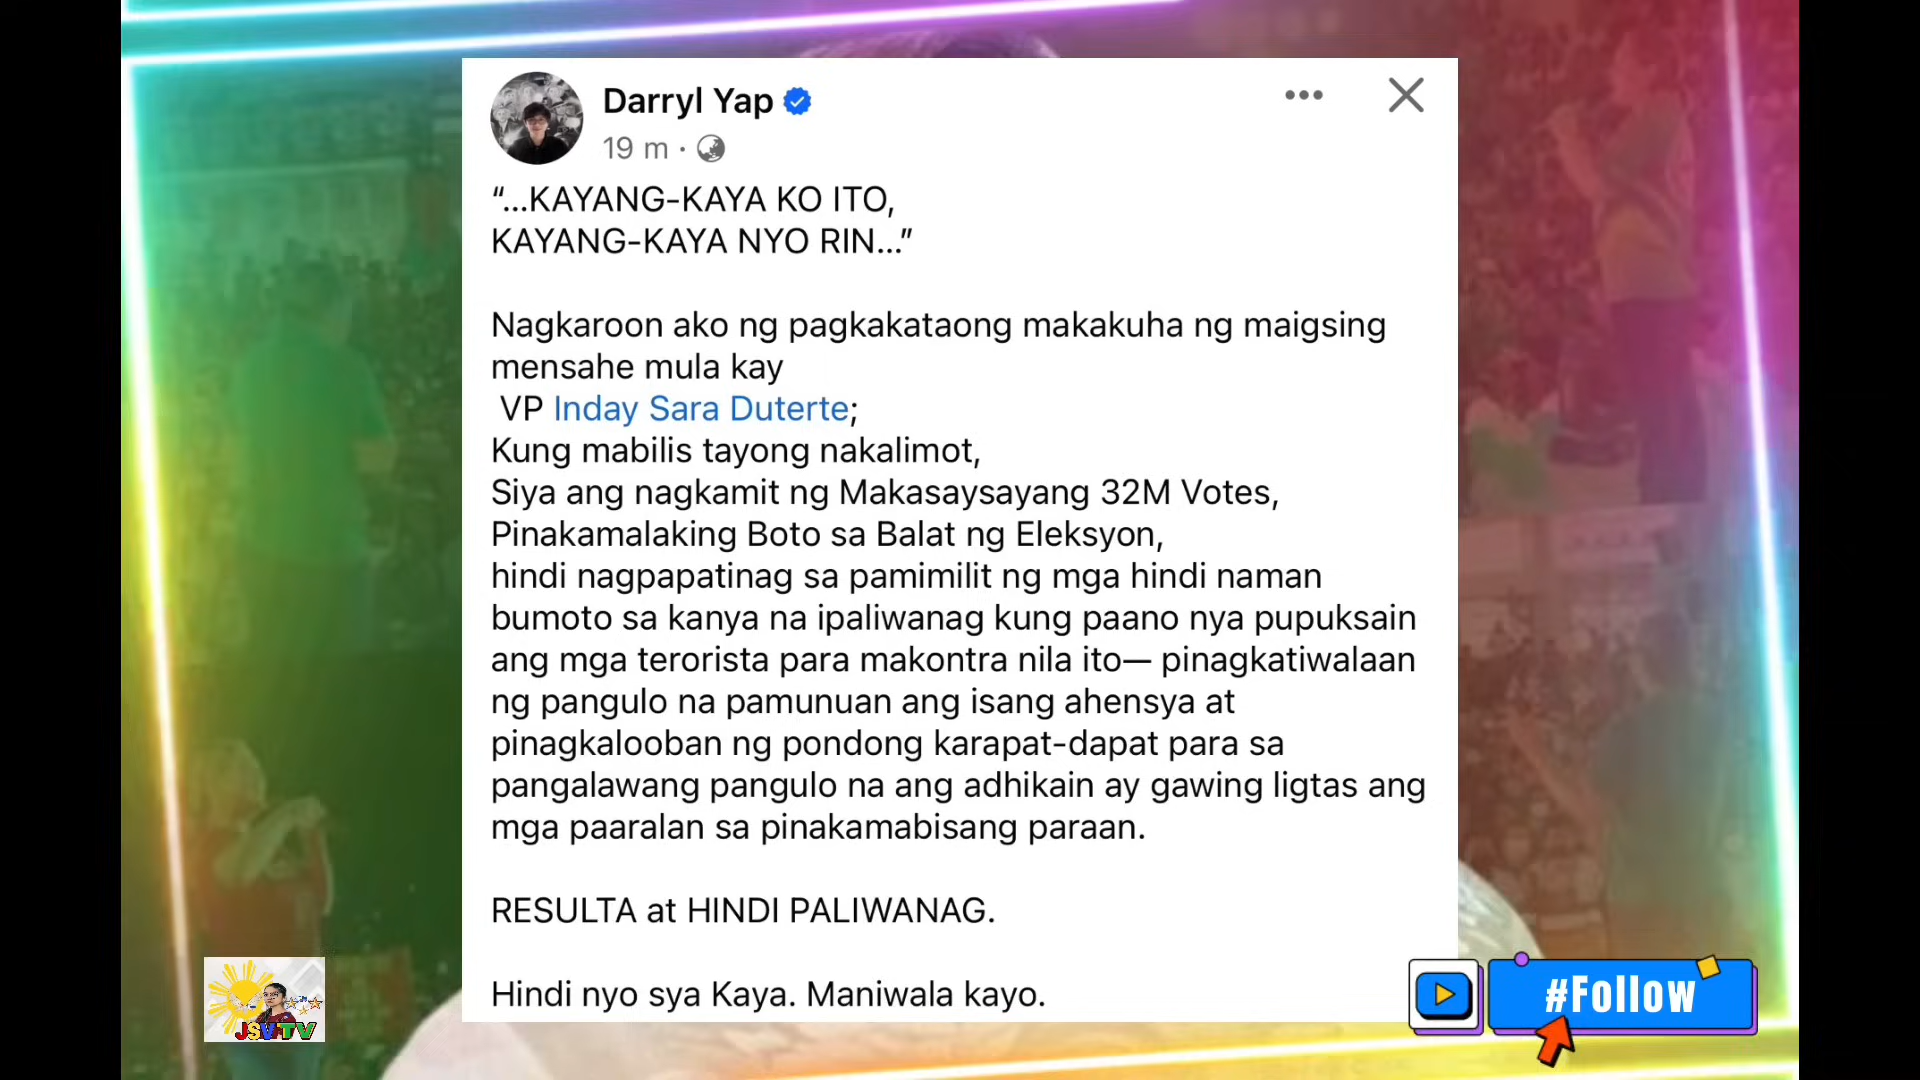 Darryl Yap
19 m ·
“...KAYANG-KAYA KO ITO,
KAYANG-KAYA NYO RIN...”
Nagkaroon ako ng pagkakataong makakuha ng maigsing
mensahe mula kay
VP Inday Sara Duterte;
Kung mabilis tayong nakalimot,
Siya ang nagkamit ng Makasaysayang 32M Votes,
Pinakamalaking Boto sa Balat ng Eleksyon,
hindi nagpapatinag sa pamimilit ng mga hindi naman
bumoto sa kanya na ipaliwanag kung paano nya pupuksain
ang mga terorista para makontra nila ito— pinagkatiwalaan
ng pangulo na pamunuan ang isang ahensya at
pinagkalooban ng pondong karapat-dapat para sa
pangalawang pangulo na ang adhikain ay gawing ligtas ang
mga paaralan sa pinakamabisang paraan.
RESULTA at HINDI PALIWANAG.
Hindi nyo sya Kaya. Maniwala kayo.
JSV TV
#Follow